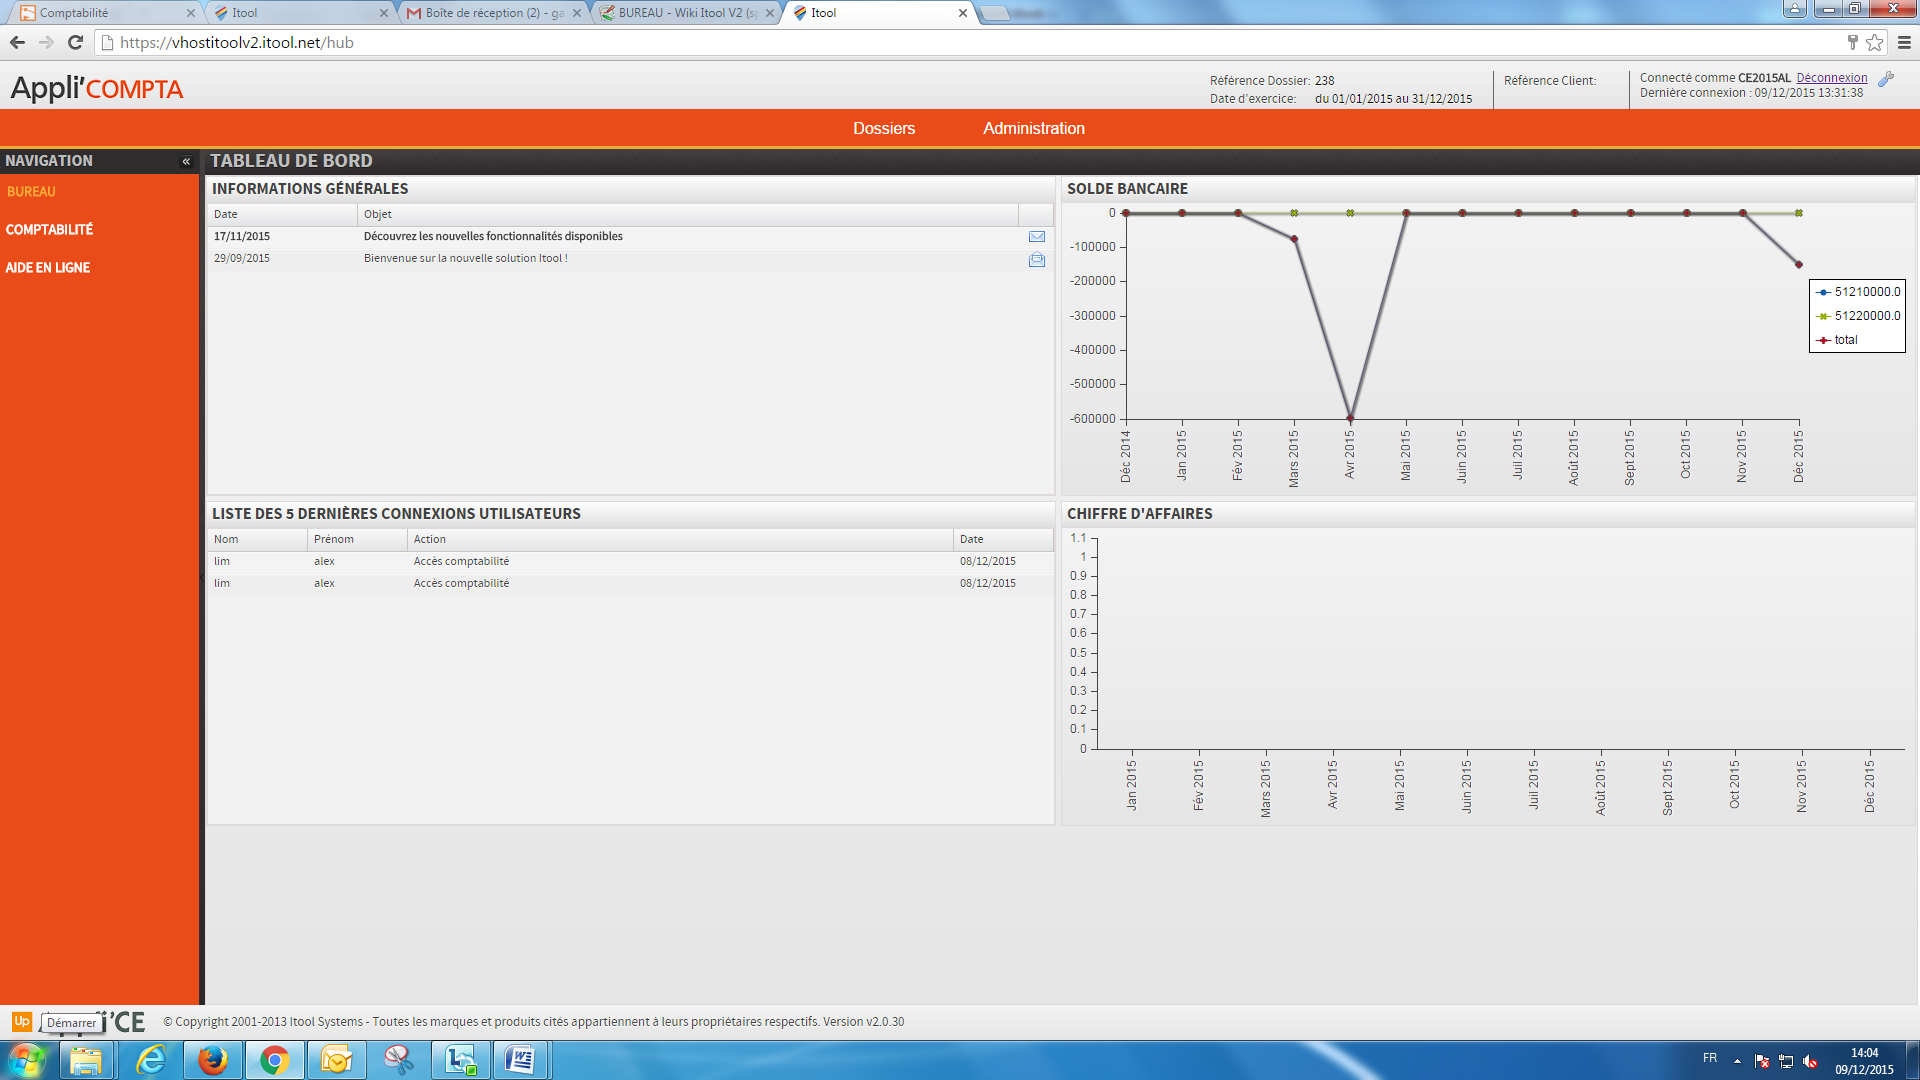 Comptabilité
Itool
Boîte de réception (2) - ga
BUREAU - Wiki Itool V2 (s
Itool
https://vhostitoolv2.itool.net/hub
Appli'COMPTA
Référence Dossier: 238
Date d'exercice: du 01/01/2015 au 31/12/2015
Référence Client:
Connecté comme CE2015AL Déconnexion
Dernière connexion : 09/12/2015 13:31:38
Dossiers Administration
NAVIGATION «
BUREAU
COMPTABILITÉ
AIDE EN LIGNE
TABLEAU DE BORD
INFORMATIONS GÉNÉRALES
Date Objet
17/11/2015 Découvrez les nouvelles fonctionnalités disponibles
29/09/2015 Bienvenue sur la nouvelle solution Itool !
SOLDE BANCAIRE
0
-100000
-200000
-300000
-400000
-500000
-600000
Déc 2014
Jan 2015
Fév 2015
Mars 2015
Avr 2015
Mai 2015
Juin 2015
Juil 2015
Août 2015
Sept 2015
Oct 2015
Nov 2015
Déc 2015
51210000.0
51220000.0
total
LISTE DES 5 DERNIÈRES CONNEXIONS UTILISATEURS
Nom Prénom Action Date
lim alex Accès comptabilité 08/12/2015
lim alex Accès comptabilité 08/12/2015
CHIFFRE D'AFFAIRES
1.1
1
0.9
0.8
0.7
0.6
0.5
0.4
0.3
0.2
0.1
0
Jan 2015
Fév 2015
Mars 2015
Avr 2015
Mai 2015
Juin 2015
Juil 2015
Août 2015
Sept 2015
Oct 2015
Nov 2015
Déc 2015
Up
Démarrer
'CE
© Copyright 2001-2013 Itool Systems - Toutes les marques et produits cités appartiennent à leurs propriétaires respectifs. Version v2.0.30
FR
14:04
09/12/2015